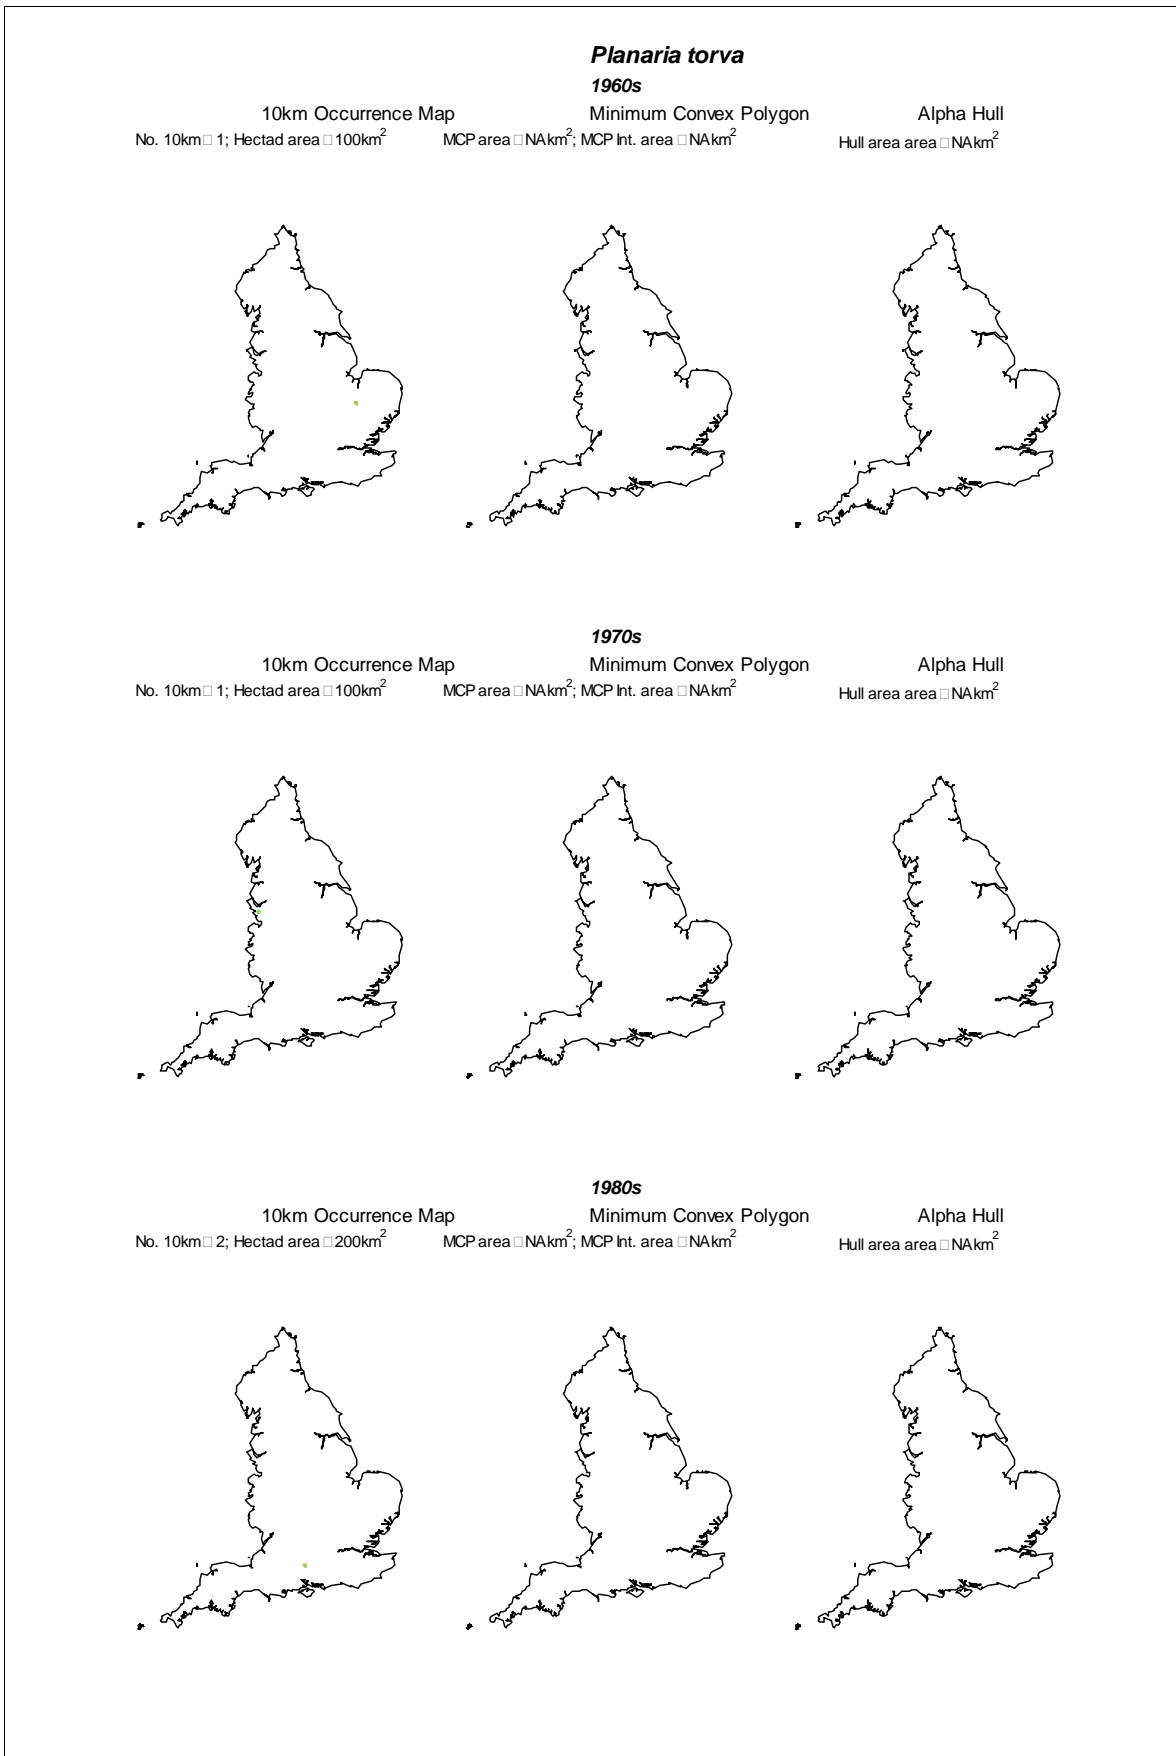 Planaria torva
1960s
10km Occurrence Map Minimum Convex Polygon Alpha Hull
No. 10km□ 1; Hectad area □ 100km² MCP area □ NAkm²; MCP Int. area □ NAkm² Hull area area □ NAkm²
1970s
10km Occurrence Map Minimum Convex Polygon Alpha Hull
No. 10km□ 1; Hectad area □ 100km² MCP area □ NAkm²; MCP Int. area □ NAkm² Hull area area □ NAkm²
1980s
10km Occurrence Map Minimum Convex Polygon Alpha Hull
No. 10km□ 2; Hectad area □ 200km² MCP area □ NAkm²; MCP Int. area □ NAkm² Hull area area □ NAkm²